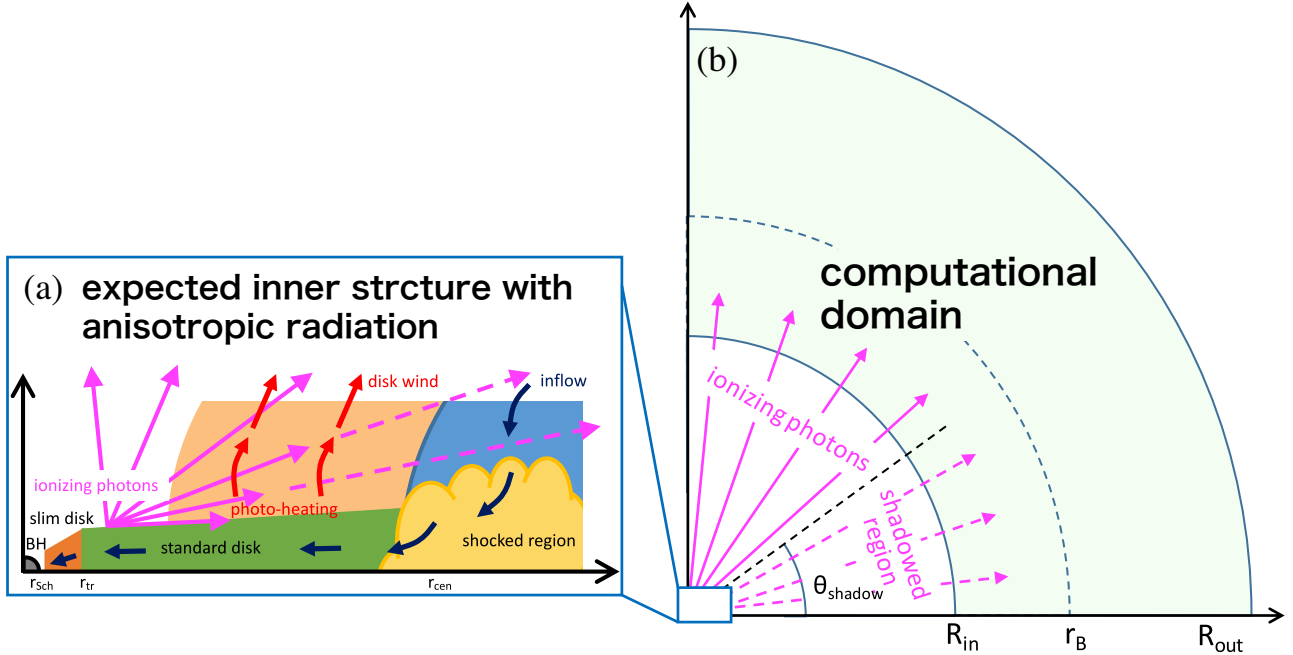 (a) expected inner strcture with
anisotropic radiation
disk wind
inflow
ionizing photons
photo-heating
slim disk
BH
standard disk
shocked region
r_Sch
r_tr
r_cen
(b)
computational
domain
ionizing photons
shadowed
region
θ_shadow
R_in
r_B
R_out